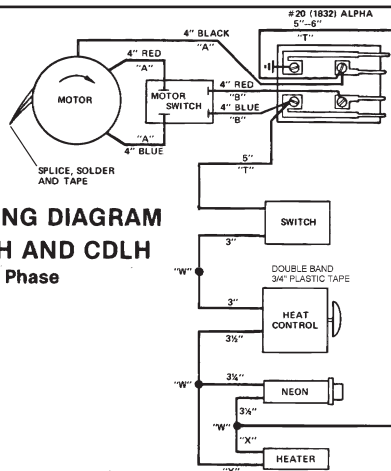 #20 (1832) ALPHA
5"–6"
"T"
4" BLACK
"A"
4" RED
"A"
MOTOR
MOTOR
SWITCH
4" RED
"B"
4" BLUE
"B"
"A"
4" BLUE
SPLICE, SOLDER
AND TAPE
5"
"T"
NG DIAGRAM
H AND CDLH
Phase
SWITCH
3"
"W"
DOUBLE BAND
3/4" PLASTIC TAPE
3"
HEAT
CONTROL
3½"
"W"
3¼"
NEON
3½"
"W"
"X"
HEATER